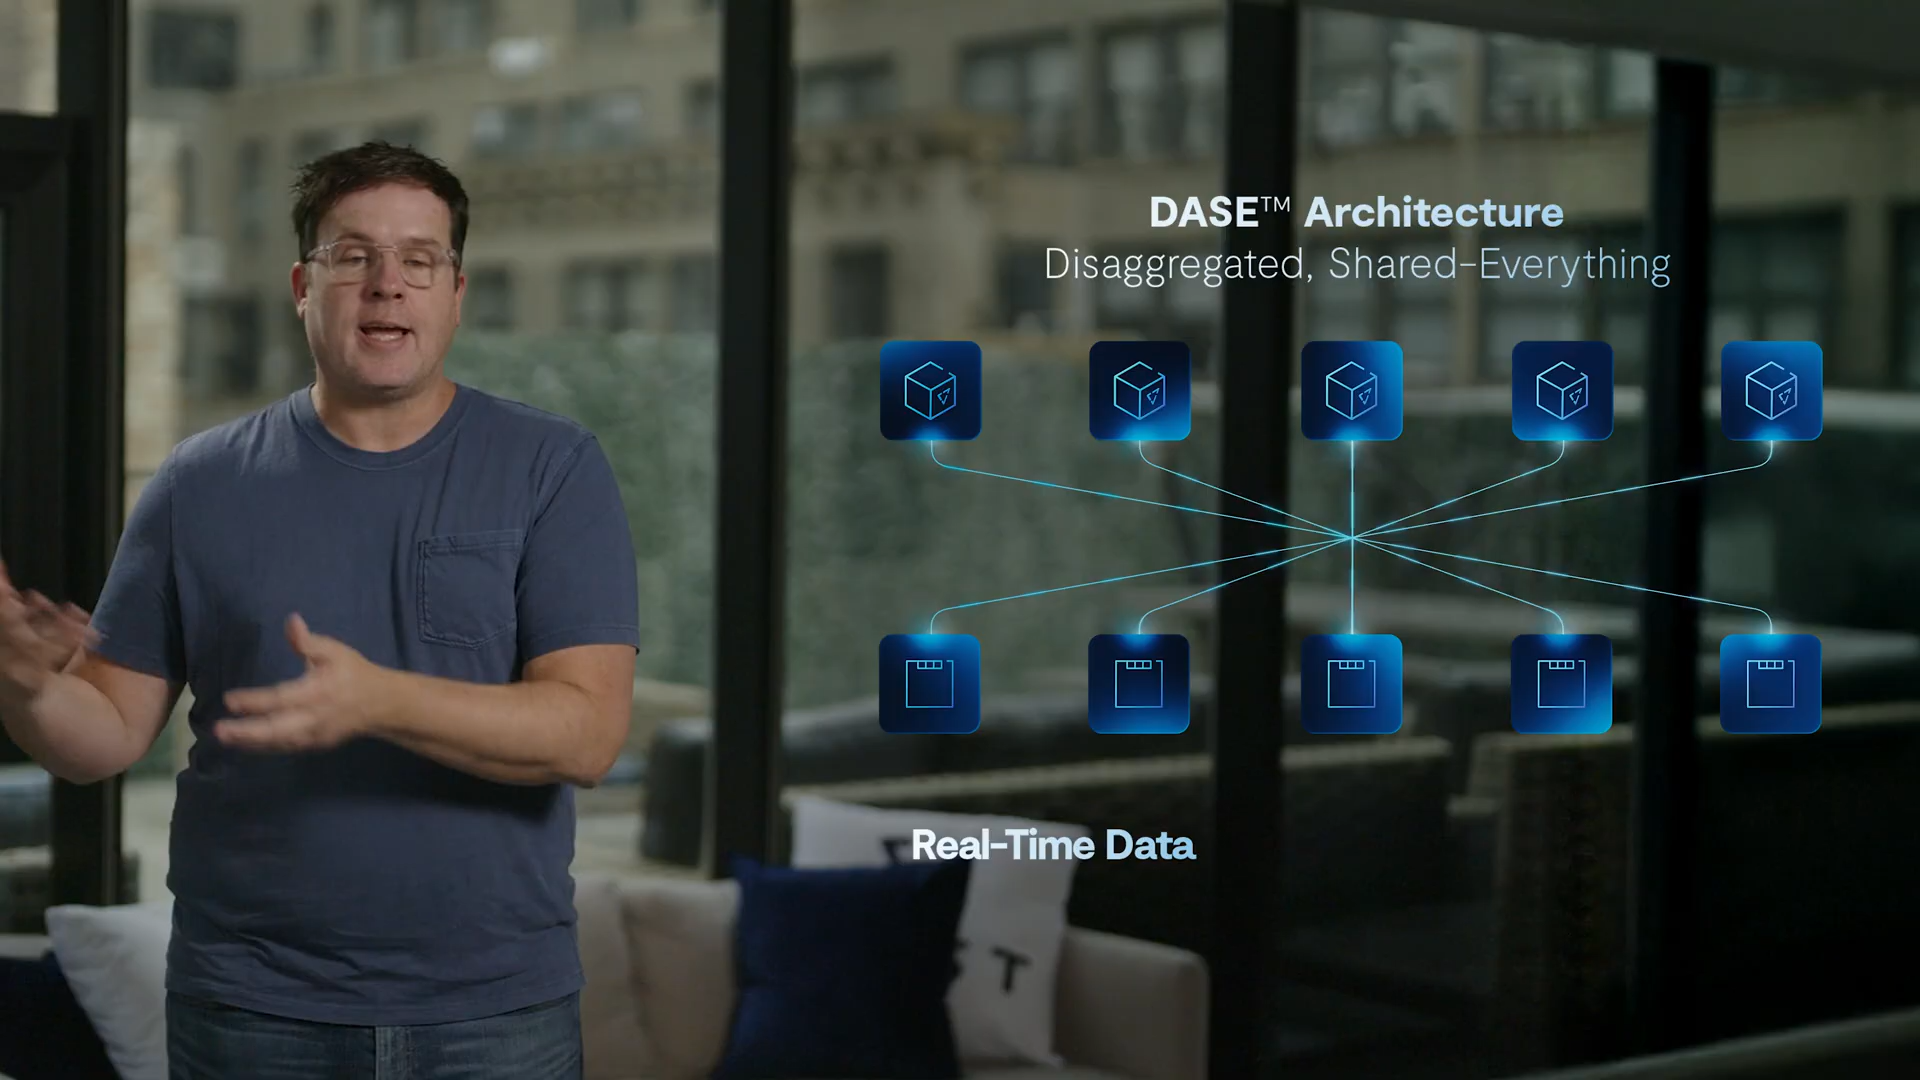 DASE™ Architecture
Disaggregated, Shared-Everything
Real-Time Data